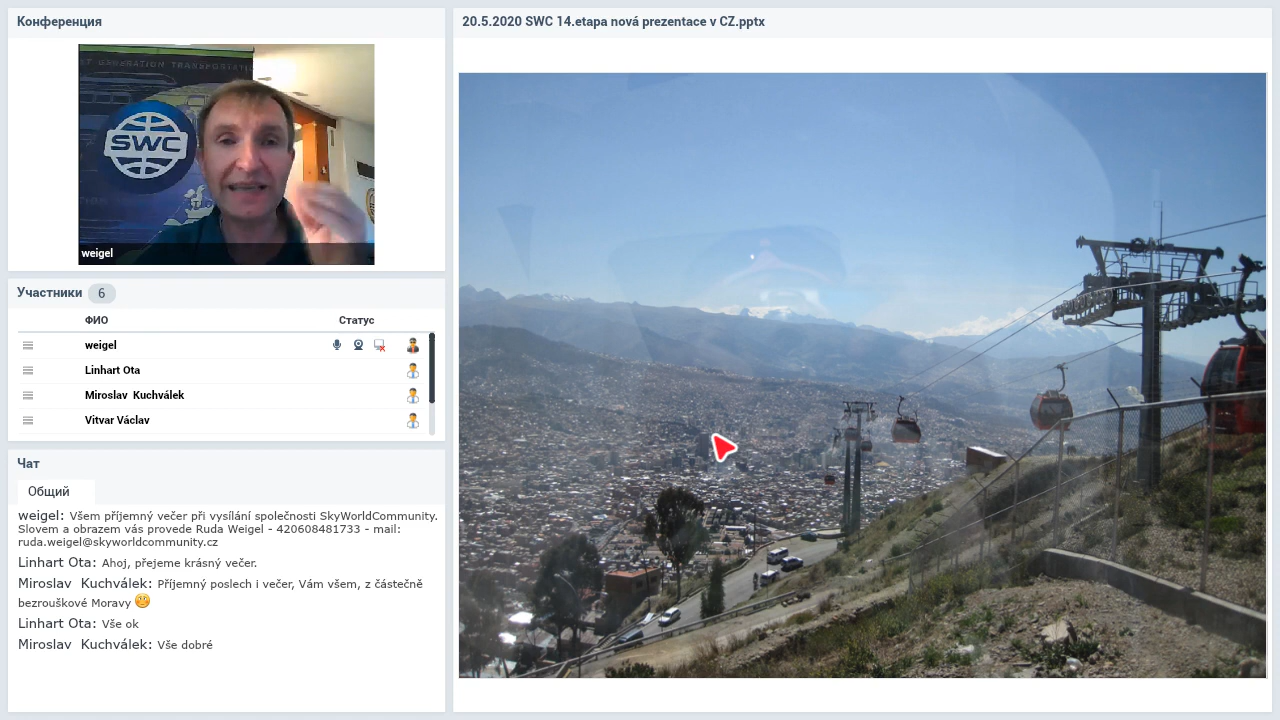 Конференция
XT GENERATION TRANSPORTATIO
SWC
weigel
Участники 6
ФИО Статус
weigel
Linhart Ota
Miroslav Kuchválek
Vitvar Václav
Чат
Общий
weigel: Všem příjemný večer při vysílání společnosti SkyWorldCommunity.
Slovem a obrazem vás provede Ruda Weigel - 420608481733 - mail:
ruda.weigel@skyworldcommunity.cz
Linhart Ota: Ahoj, přejeme krásný večer.
Miroslav Kuchválek: Příjemný poslech i večer, Vám všem, z částečně
bezrouškové Moravy
Linhart Ota: Vše ok
Miroslav Kuchválek: Vše dobré
20.5.2020 SWC 14.etapa nová prezentace v CZ.pptx